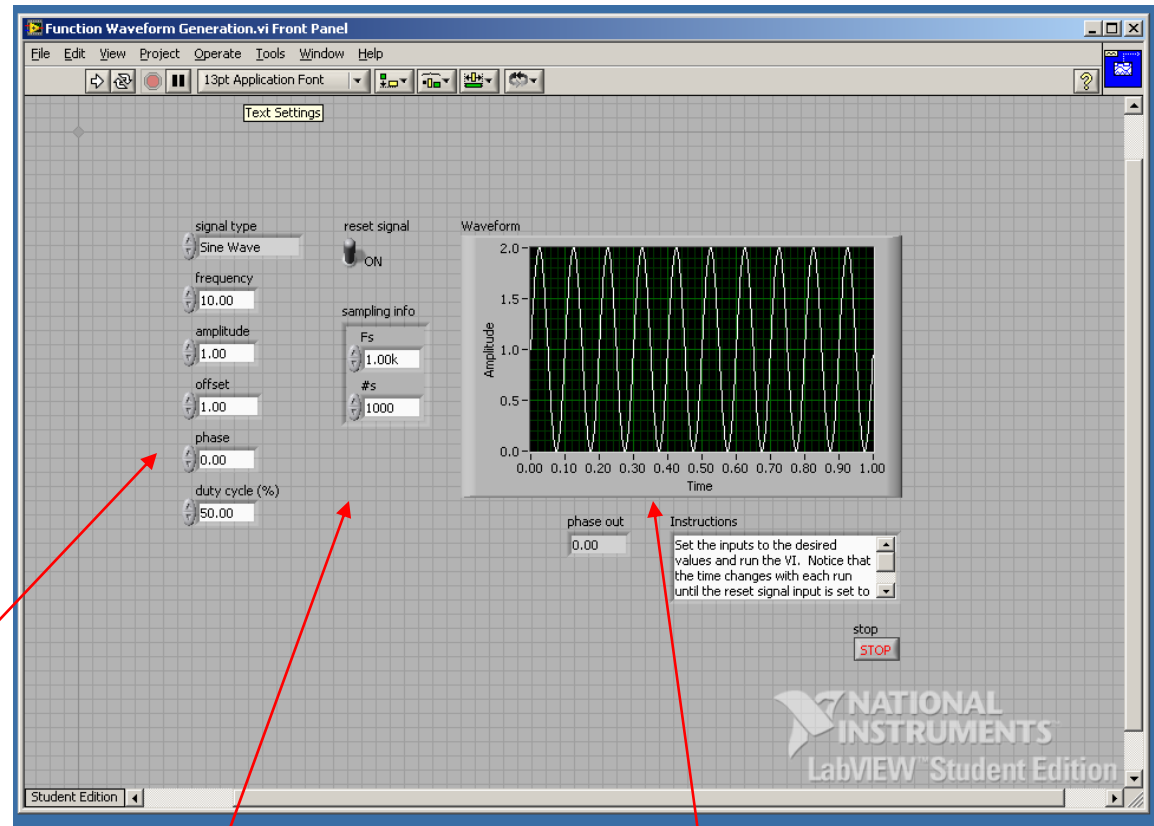 Function Waveform Generation.vi Front Panel
File Edit View Project Operate Tools Window Help
13pt Application Font
?
Text Settings
signal type
Sine Wave
frequency
10.00
amplitude
1.00
offset
1.00
phase
0.00
duty cycle (%)
50.00
reset signal
ON
sampling info
Fs
1.00k
#s
1000
Waveform
Amplitude
2.0
1.5
1.0
0.5
0.0
0.00 0.10 0.20 0.30 0.40 0.50 0.60 0.70 0.80 0.90 1.00
Time
phase out
0.00
Instructions
Set the inputs to the desired
values and run the VI. Notice that
the time changes with each run
until the reset signal input is set to
stop
STOP
NATIONAL
INSTRUMENTS™
LabVIEW™ Student Edition
Student Edition